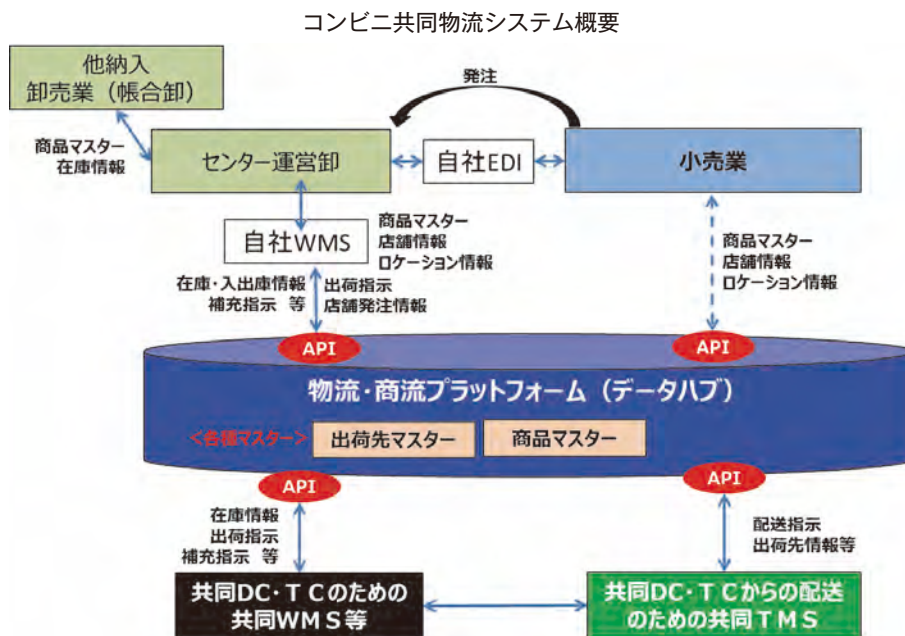 コンビニ共同物流システム概要
他納入
卸売業（帳合卸）
発注
商品マスター
在庫情報
センター運営卸
自社EDI
小売業
自社WMS
商品マスター
店舗情報
ロケーション情報
商品マスター
店舗情報
ロケーション情報
在庫・入出庫情報
補充指示 等
出荷指示
店舗発注情報
API
API
物流・商流プラットフォーム（データハブ）
<各種マスター>
出荷先マスター
商品マスター
API
API
在庫情報
出荷指示
補充指示 等
配送指示
出荷先情報等
共同DC・TCのための
共同WMS等
共同DC・TCからの配送
のための共同TMS